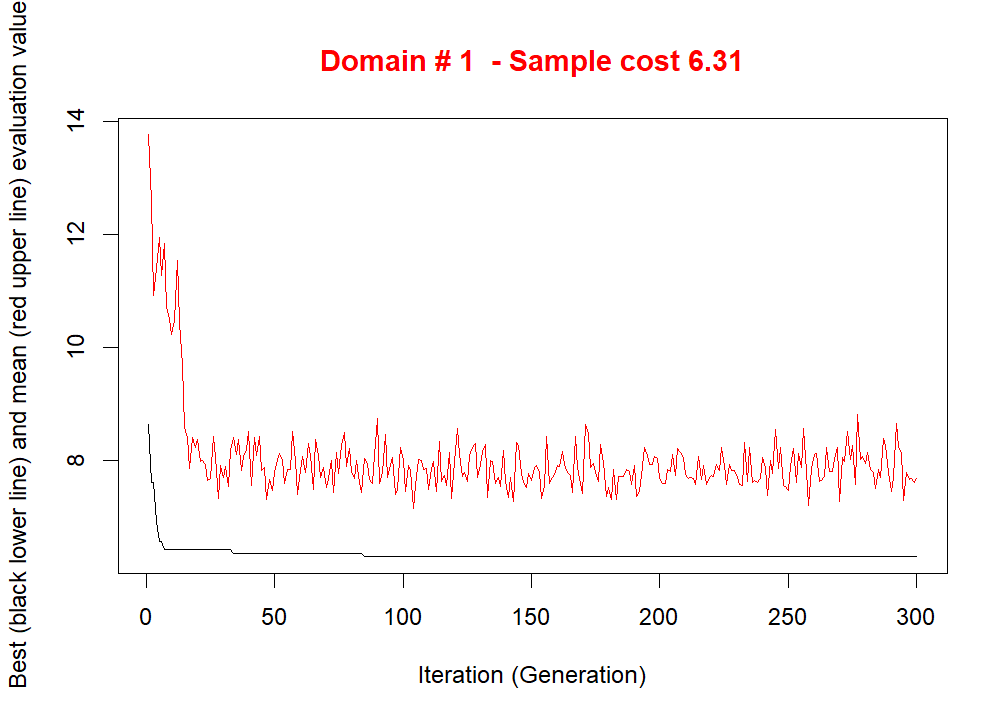 Domain # 1  - Sample cost 6.31
Best (black lower line) and mean (red upper line) evaluation value
14
12
10
8
0 50 100 150 200 250 300
Iteration (Generation)